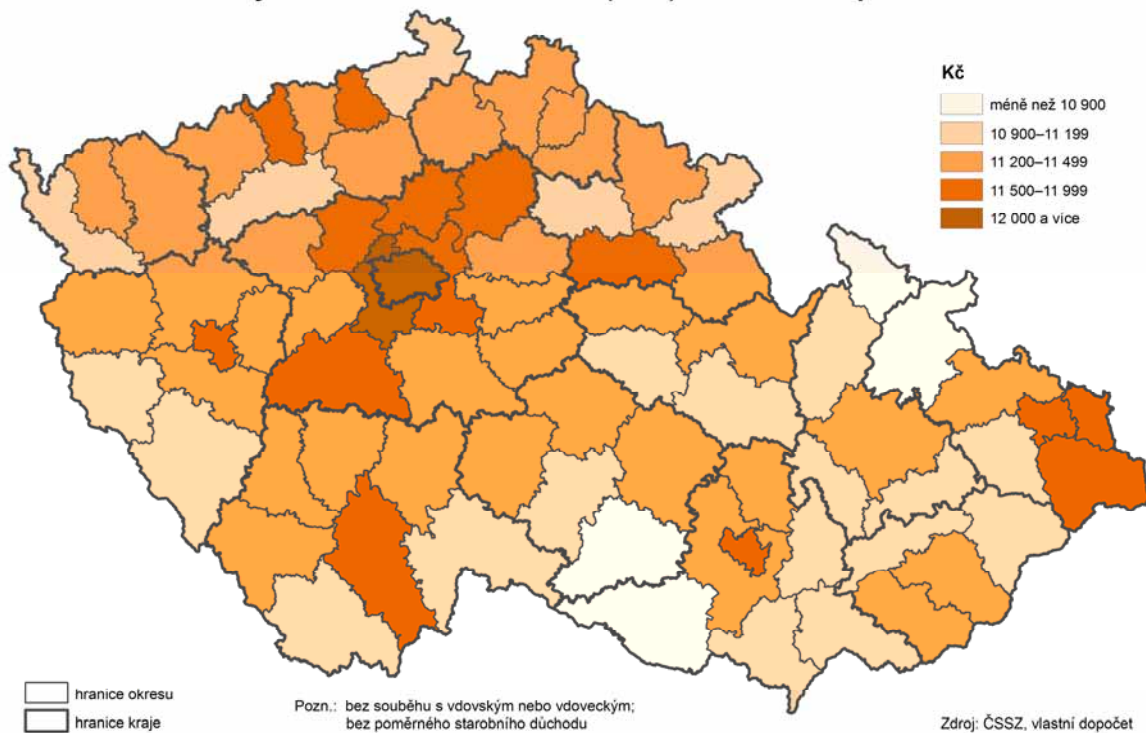 Kč
méně než 10 900
10 900–11 199
11 200–11 499
11 500–11 999
12 000 a více
hranice okresu
hranice kraje
Pozn.: bez souběhu s vdovským nebo vdoveckým;
bez poměrného starobního důchodu
Zdroj: ČSSZ, vlastní dopočet